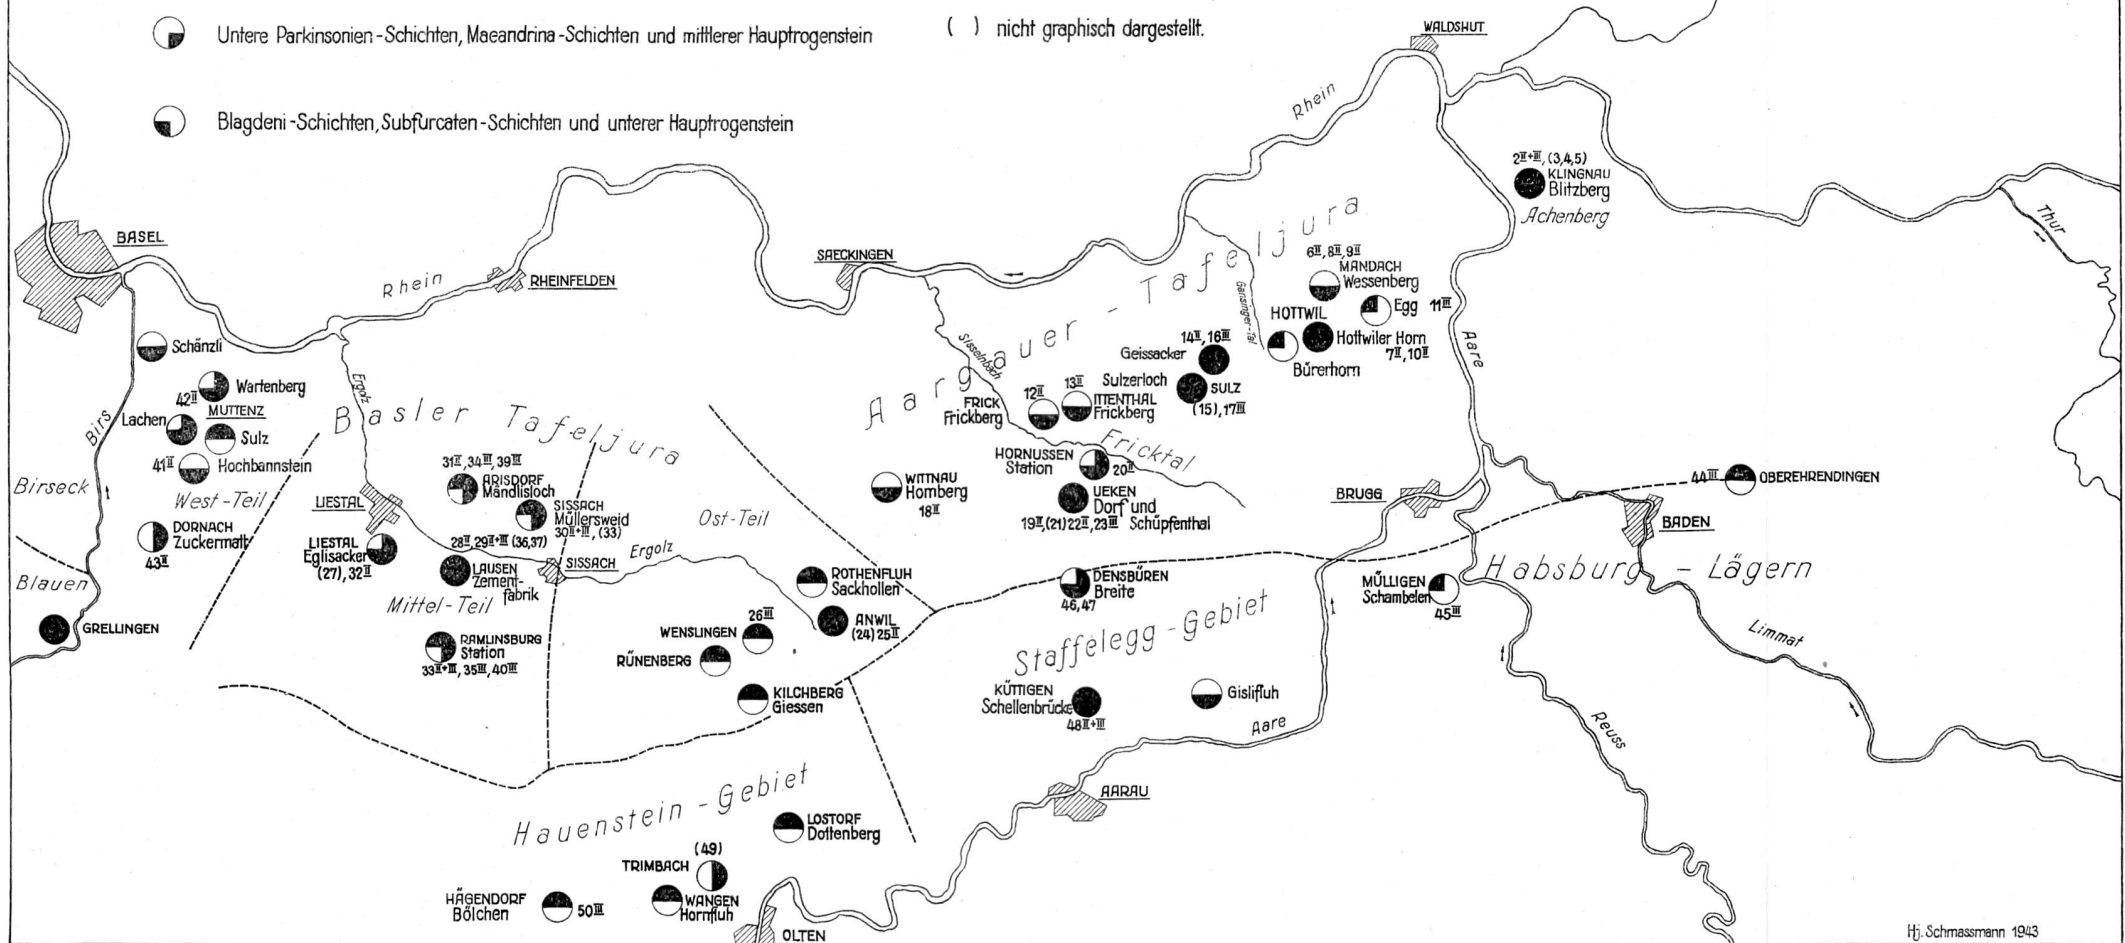 Untere Parkinsonien-Schichten, Maeandrina-Schichten und mittlerer Hauptrogenstein
( ) nicht graphisch dargestellt.
Blagdeni-Schichten, Subfurcaten-Schichten und unterer Hauptrogenstein
WALDSHUT
Rhein
2II+III, (3,4,5)
KLINGNAU
Blitzberg
Achenberg
Thur
BASEL
Rhein
RHEINFELDEN
SAECKINGEN
Aargauer - Tafeljura
Gansinger-Tal
Sisselnbach
6II, 8II, 9II
MANDACH
Wessenberg
Egg 11III
HOTTWIL
Hottwiler Horn
7II, 10II
Bürerhorn
Aare
14II, 16III
Geissacker
Sulzerloch
SULZ
(15), 17III
Schänzli
Wartenberg
42II
MUTTENZ
Lachen
Sulz
41II
Hochbannstein
Birs
Ergolz
Basler Tafeljura
12II
FRICK
Frickberg
13II
ITTENTHAL
Frickberg
Fricktal
HORNUSSEN
Station
20II
UEKEN
Dorf und
Schüpfenthal
19II, (21) 22II, 23III
WITTNAU
Homberg
18II
Birseck
West-Teil
DORNACH
Zuckermatt
43II
LIESTAL
31II, 34III, 39III
ARISDORF
Mändlisloch
SISSACH
Müllersweid
30II+III, (33)
Ost-Teil
BRUGG
44III
OBEREHRENDINGEN
BADEN
LIESTAL
Eglisacker
(27), 32II
28II, 29II+III (36,37)
LAUSEN
Zement-
fabrik
SISSACH
Ergolz
Mittel-Teil
Blauen
GRELLINGEN
RAMLINSBURG
Station
33II+III, 35III, 40III
ROTHENFLUH
Sackhollen
ANWIL
(24) 25II
26III
WENSLINGEN
RÜNENBERG
KILCHBERG
Giessen
DENSBÜREN
Breite
46, 47
MÜLLIGEN
Schambelen
45III
Habsburg - Lägern
Limmat
Staffelegg - Gebiet
KÜTTIGEN
Schellenbrücke
48II+III
Gislifluh
Aare
Reuss
AARAU
Hauenstein - Gebiet
LOSTORF
Dottenberg
(49)
TRIMBACH
WANGEN
Hornfluh
HÄGENDORF
Bölchen
50III
OLTEN
Hj. Schmassmann 1943